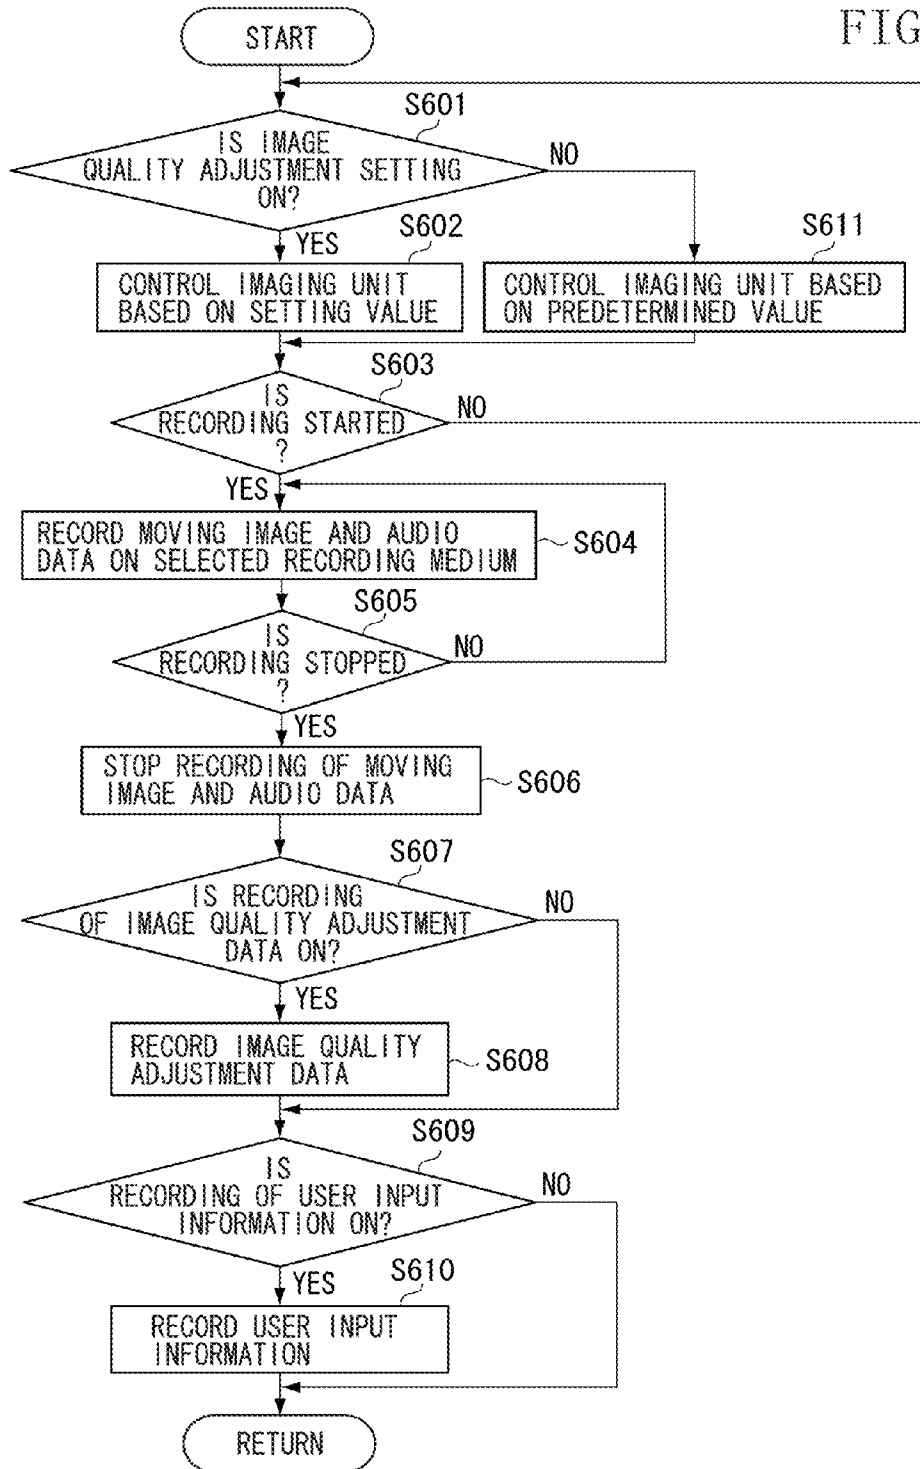 START
FIG
S601
IS IMAGE
QUALITY ADJUSTMENT SETTING
ON?
NO
YES
S602
CONTROL IMAGING UNIT
BASED ON SETTING VALUE
S611
CONTROL IMAGING UNIT BASED
ON PREDETERMINED VALUE
S603
IS
RECORDING STARTED
?
NO
YES
RECORD MOVING IMAGE AND AUDIO
DATA ON SELECTED RECORDING MEDIUM
S604
S605
IS
RECORDING STOPPED
?
NO
YES
STOP RECORDING OF MOVING
IMAGE AND AUDIO DATA
S606
S607
IS RECORDING
OF IMAGE QUALITY ADJUSTMENT
DATA ON?
NO
YES
RECORD IMAGE QUALITY
ADJUSTMENT DATA
S608
S609
IS
RECORDING OF USER INPUT
INFORMATION ON?
NO
YES
S610
RECORD USER INPUT
INFORMATION
RETURN